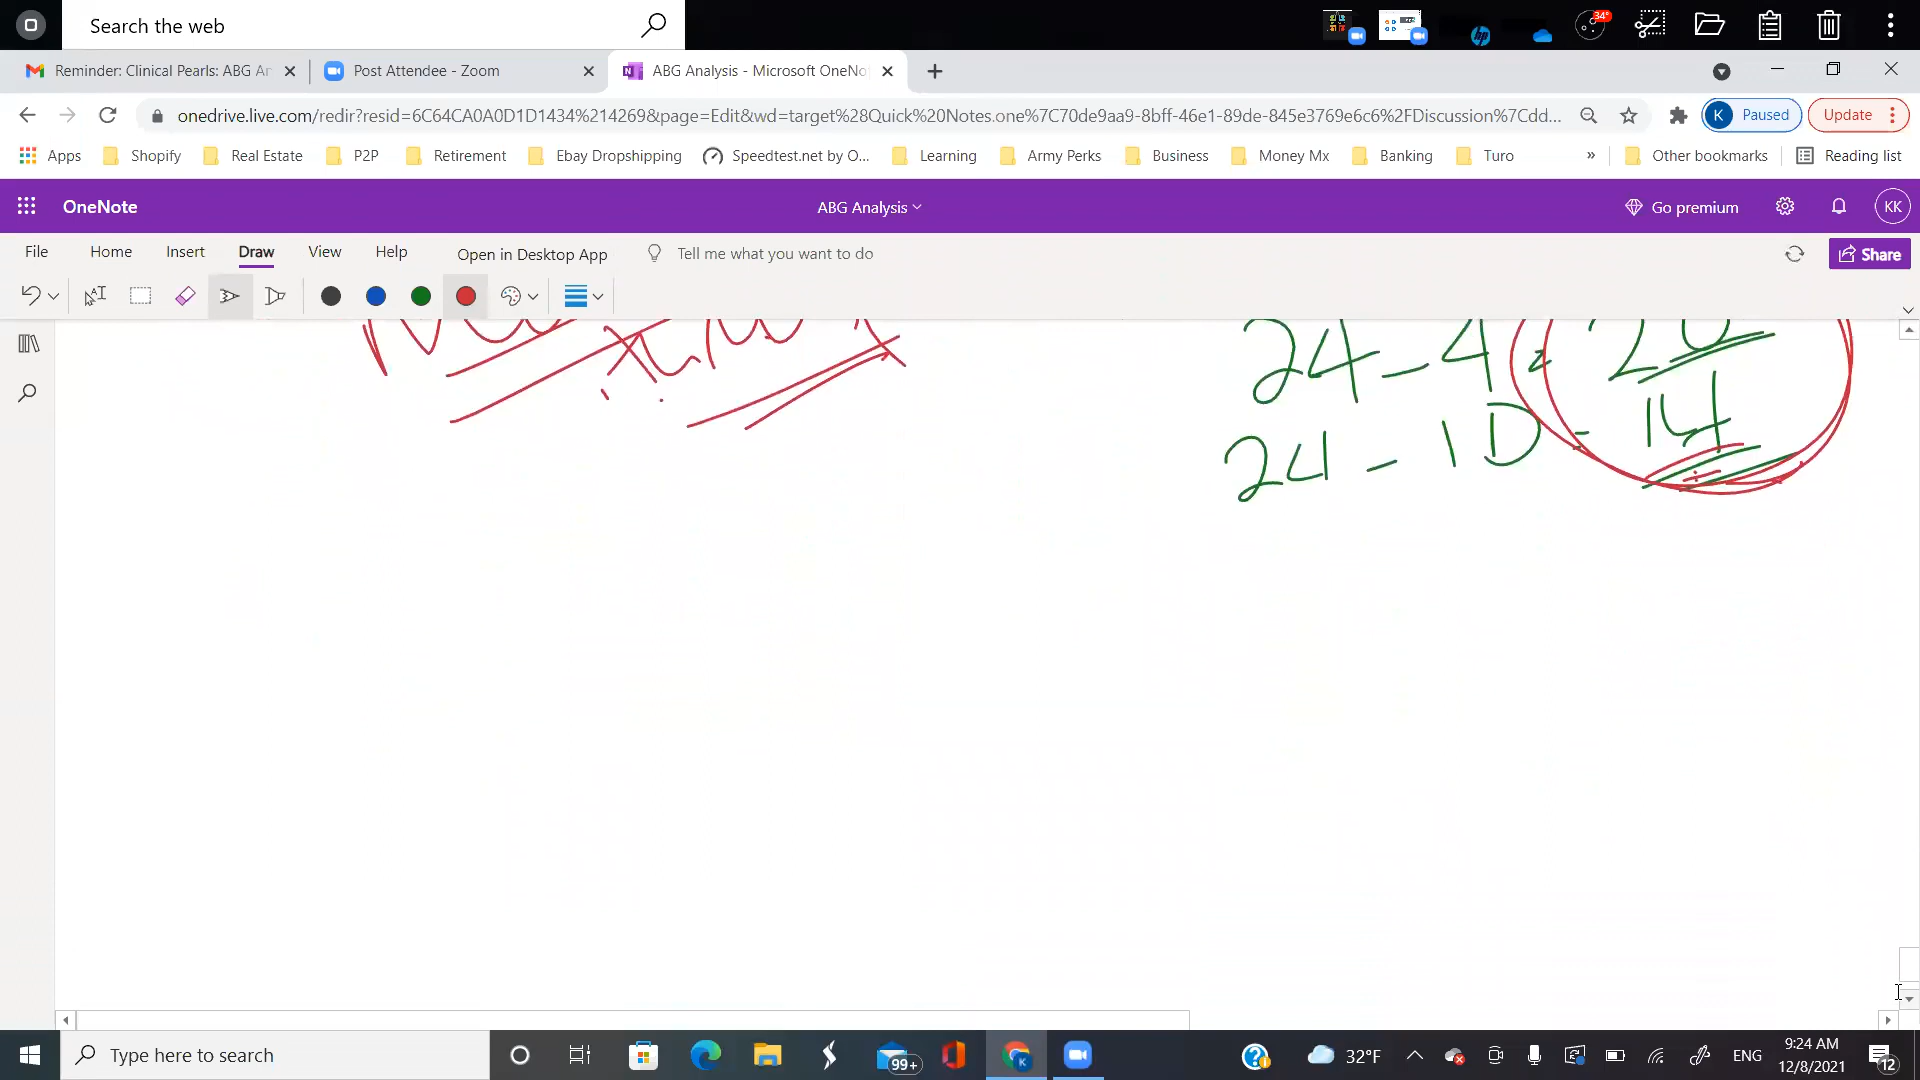 Search the web
34°
Reminder: Clinical Pearls: ABG Ar
Post Attendee - Zoom
ABG Analysis - Microsoft OneNo
onedrive.live.com/redir?resid=6C64CA0A0D1D1434%214269&page=Edit&wd=target%28Quick%20Notes.one%7C70de9aa9-8bff-46e1-89de-845e3769e6c6%2FDiscussion%7Cdd...
K Paused
Update
Apps Shopify Real Estate P2P Retirement Ebay Dropshipping Speedtest.net by O... Learning Army Perks Business Money Mx Banking Turo » Other bookmarks Reading list
OneNote
ABG Analysis
Go premium
KK
File Home Insert Draw View Help Open in Desktop App Tell me what you want to do
Share
24 - 4 = 20
24 - 10 = 14
Type here to search
99+
32°F
ENG
9:24 AM
12/8/2021
12